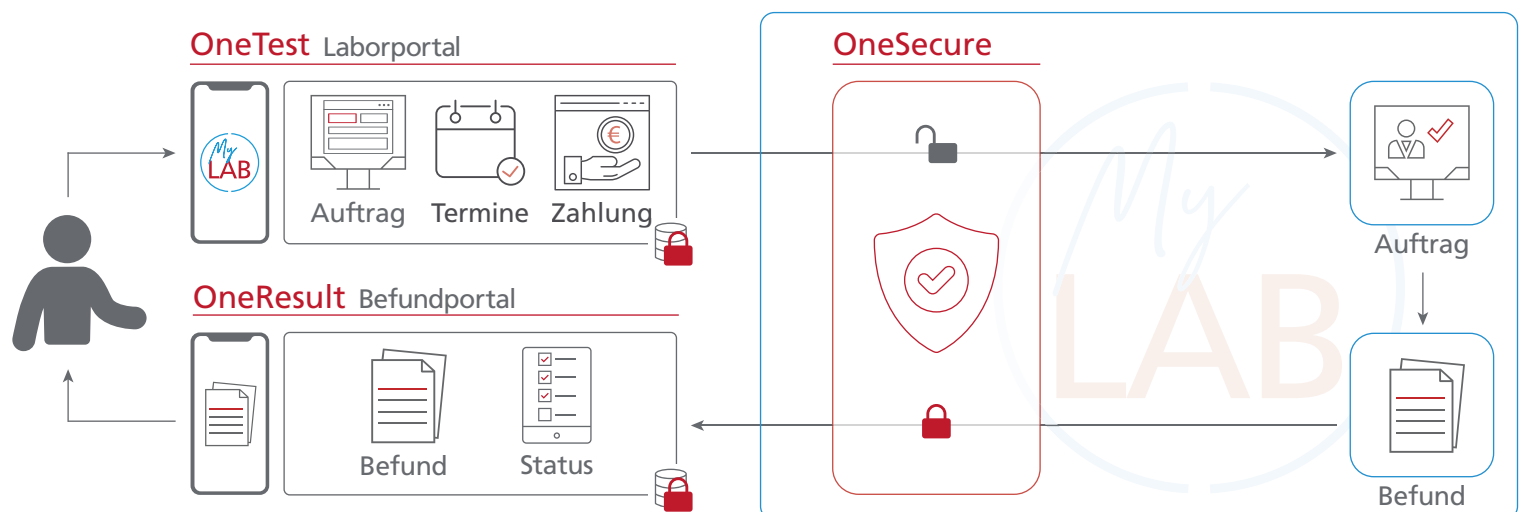 OneTest Laborportal
My
LAB
Auftrag
Termine
Zahlung
€
OneResult Befundportal
Befund
Status
OneSecure
My
LAB
Auftrag
Befund